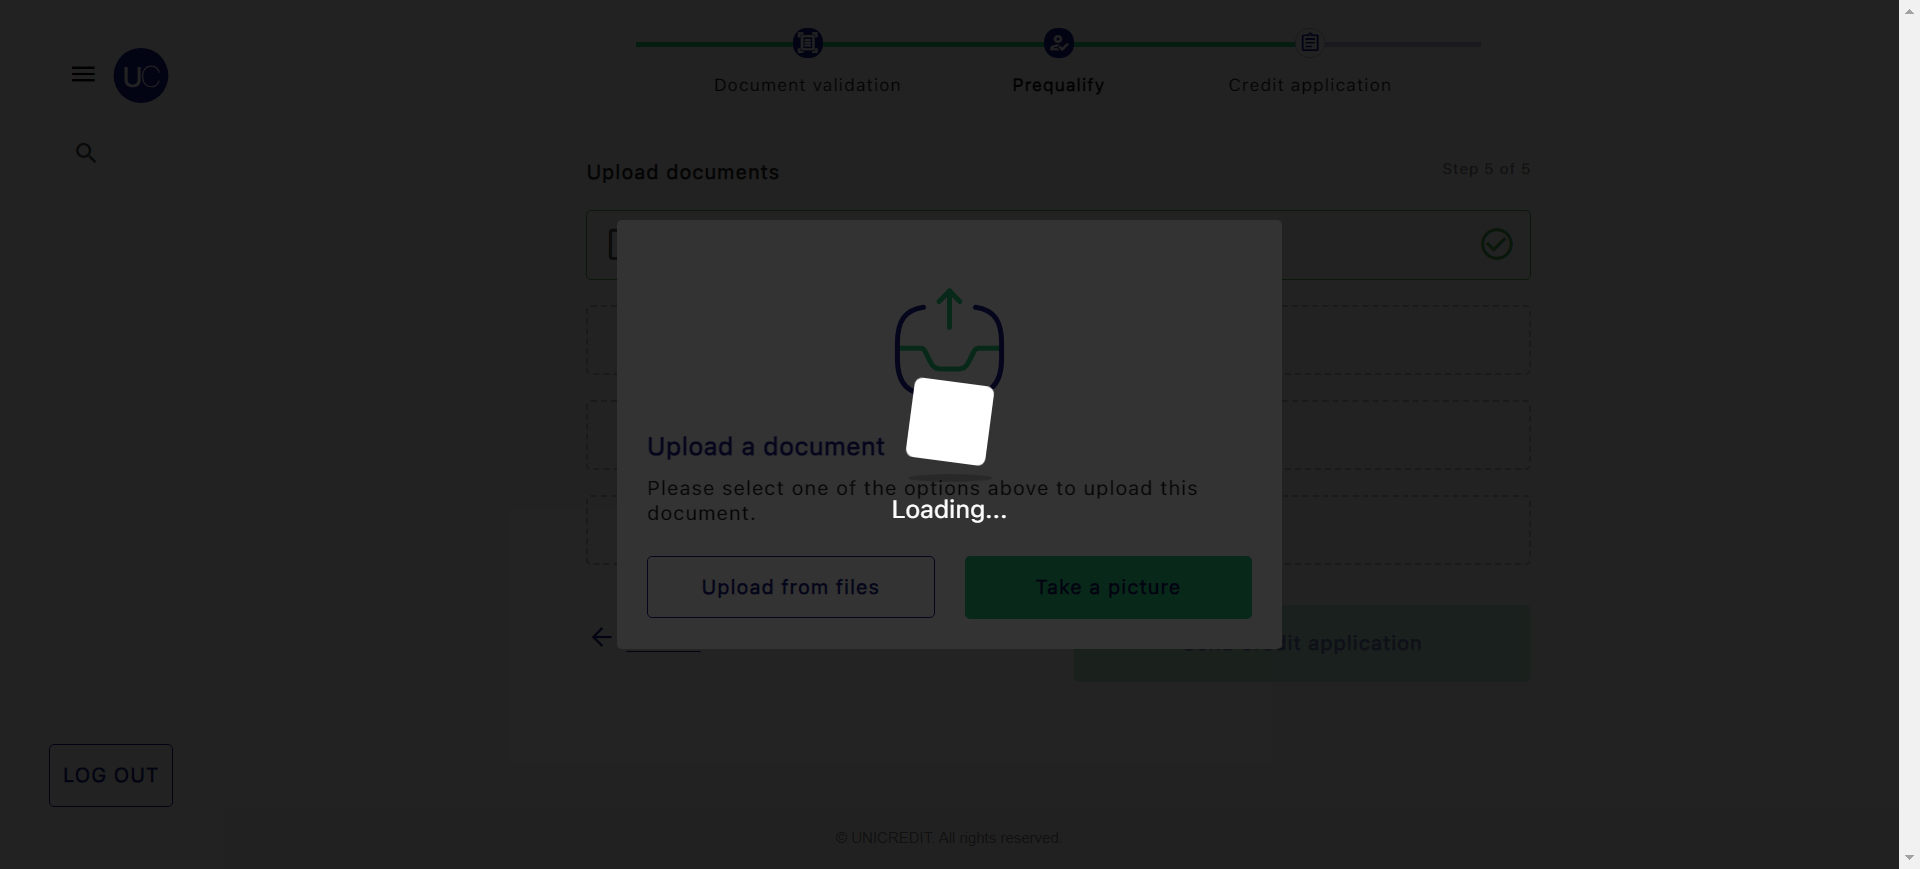 UC
Document validation
Prequalify
Credit application
Upload documents
Step 5 of 5
Upload a document
Please select one of the options above to upload this
document.
Loading...
Upload from files
Take a picture
credit application
LOG OUT
© UNICREDIT. All rights reserved.